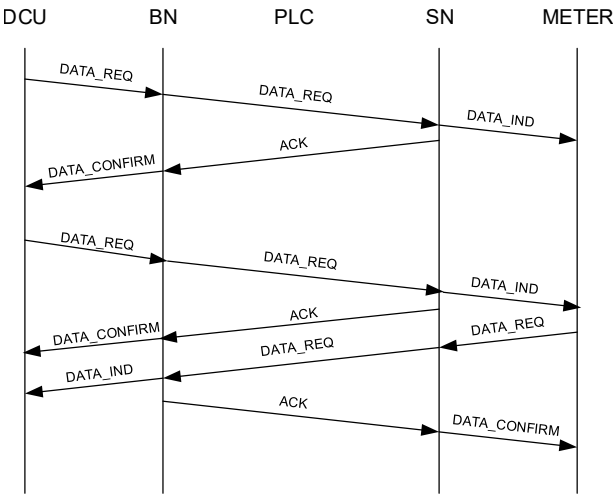 DCU BN PLC SN METER
DATA_REQ
DATA_REQ
DATA_IND
ACK
DATA_CONFIRM
DATA_REQ
DATA_REQ
DATA_IND
ACK
DATA_REQ
DATA_CONFIRM
DATA_REQ
DATA_IND
ACK
DATA_CONFIRM